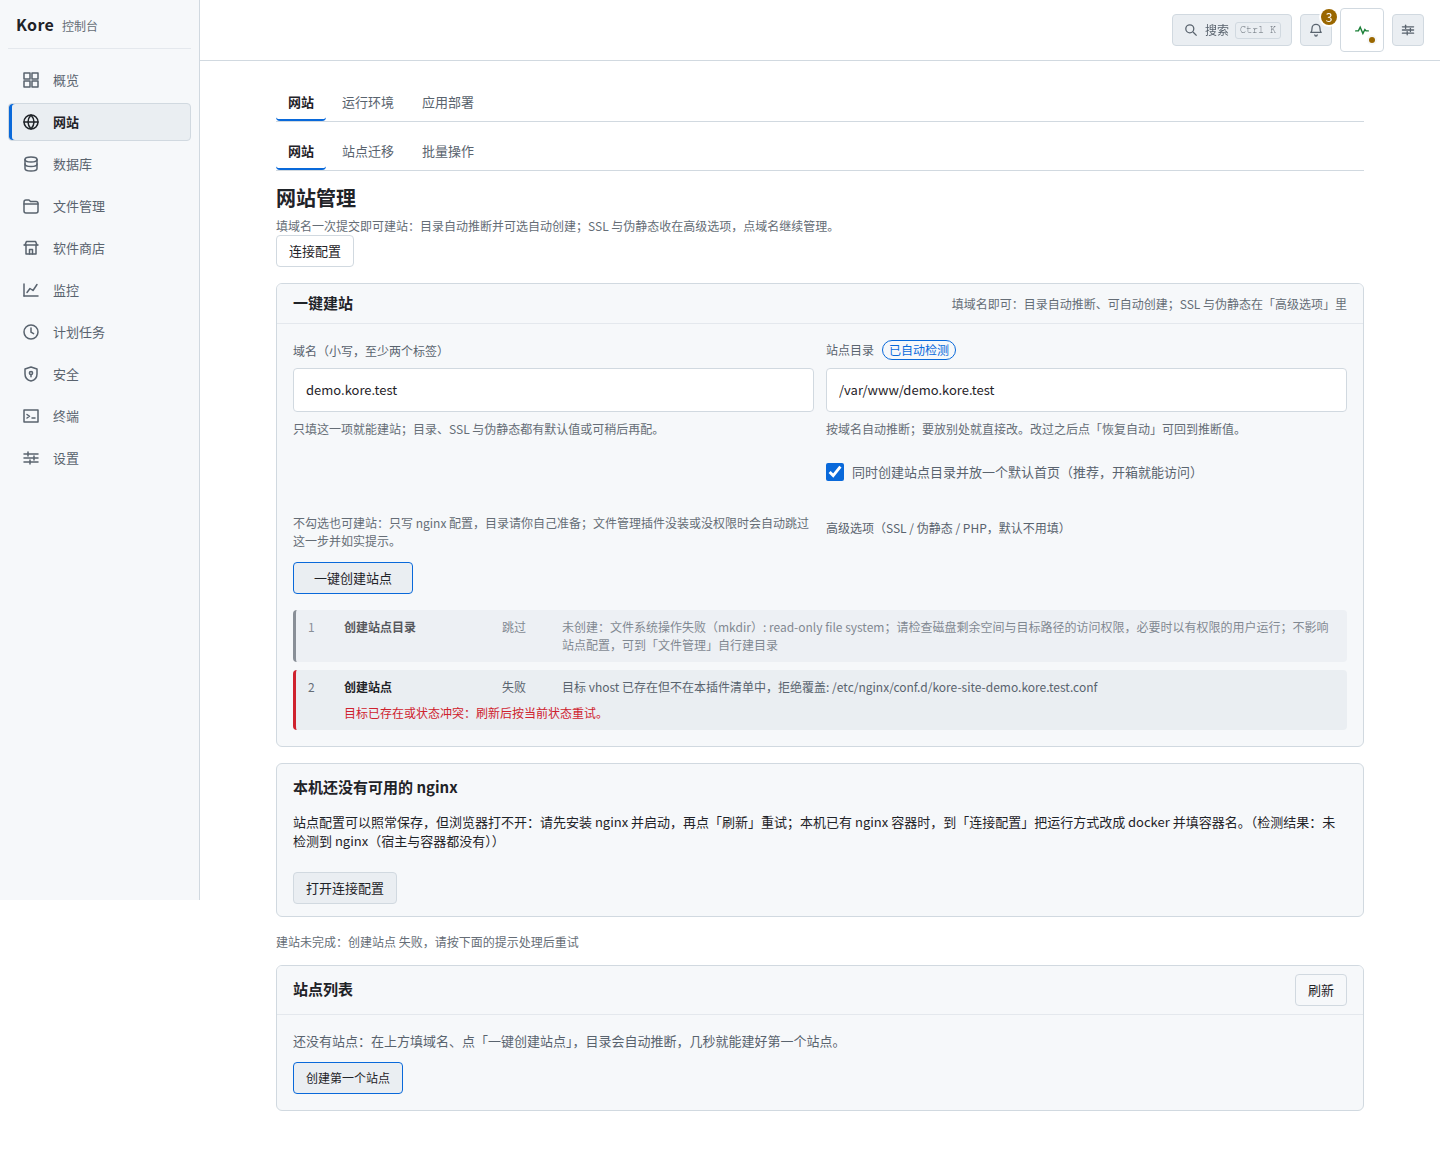 Kore 控制台
搜索 Ctrl K
3
概览
网站
数据库
文件管理
软件商店
监控
计划任务
安全
终端
设置
网站 运行环境 应用部署
网站 站点迁移 批量操作
网站管理
填域名一次提交即可建站：目录自动推断并可选自动创建；SSL 与伪静态收在高级选项，点域名继续管理。
连接配置
一键建站
填域名即可：目录自动推断、可自动创建；SSL 与伪静态在「高级选项」里
域名（小写，至少两个标签）
站点目录 已自动检测
demo.kore.test
/var/www/demo.kore.test
只填这一项就能建站；目录、SSL 与伪静态都有默认值或可稍后再配。
按域名自动推断；要放别处就直接改。改过之后点「恢复自动」可回到推断值。
同时创建站点目录并放一个默认首页（推荐，开箱就能访问）
不勾选也可建站：只写 nginx 配置，目录请你自己准备；文件管理插件没装或没权限时会自动跳过
这一步并如实提示。
高级选项（SSL / 伪静态 / PHP，默认不用填）
一键创建站点
1 创建站点目录 跳过 未创建：文件系统操作失败（mkdir）: read-only file system；请检查磁盘剩余空间与目标路径的访问权限，必要时以有权限的用户运行；不影响
站点配置，可到「文件管理」自行建目录
2 创建站点 失败 目标 vhost 已存在但不在本插件清单中，拒绝覆盖: /etc/nginx/conf.d/kore-site-demo.kore.test.conf
目标已存在或状态冲突：刷新后按当前状态重试。
本机还没有可用的 nginx
站点配置可以照常保存，但浏览器打不开：请先安装 nginx 并启动，再点「刷新」重试；本机已有 nginx 容器时，到「连接配置」把运行方式改成 docker 并填容器名。（检测结果：未
检测到 nginx（宿主与容器都没有））
打开连接配置
建站未完成：创建站点 失败，请按下面的提示处理后重试
站点列表
刷新
还没有站点：在上方填域名、点「一键创建站点」，目录会自动推断，几秒就能建好第一个站点。
创建第一个站点